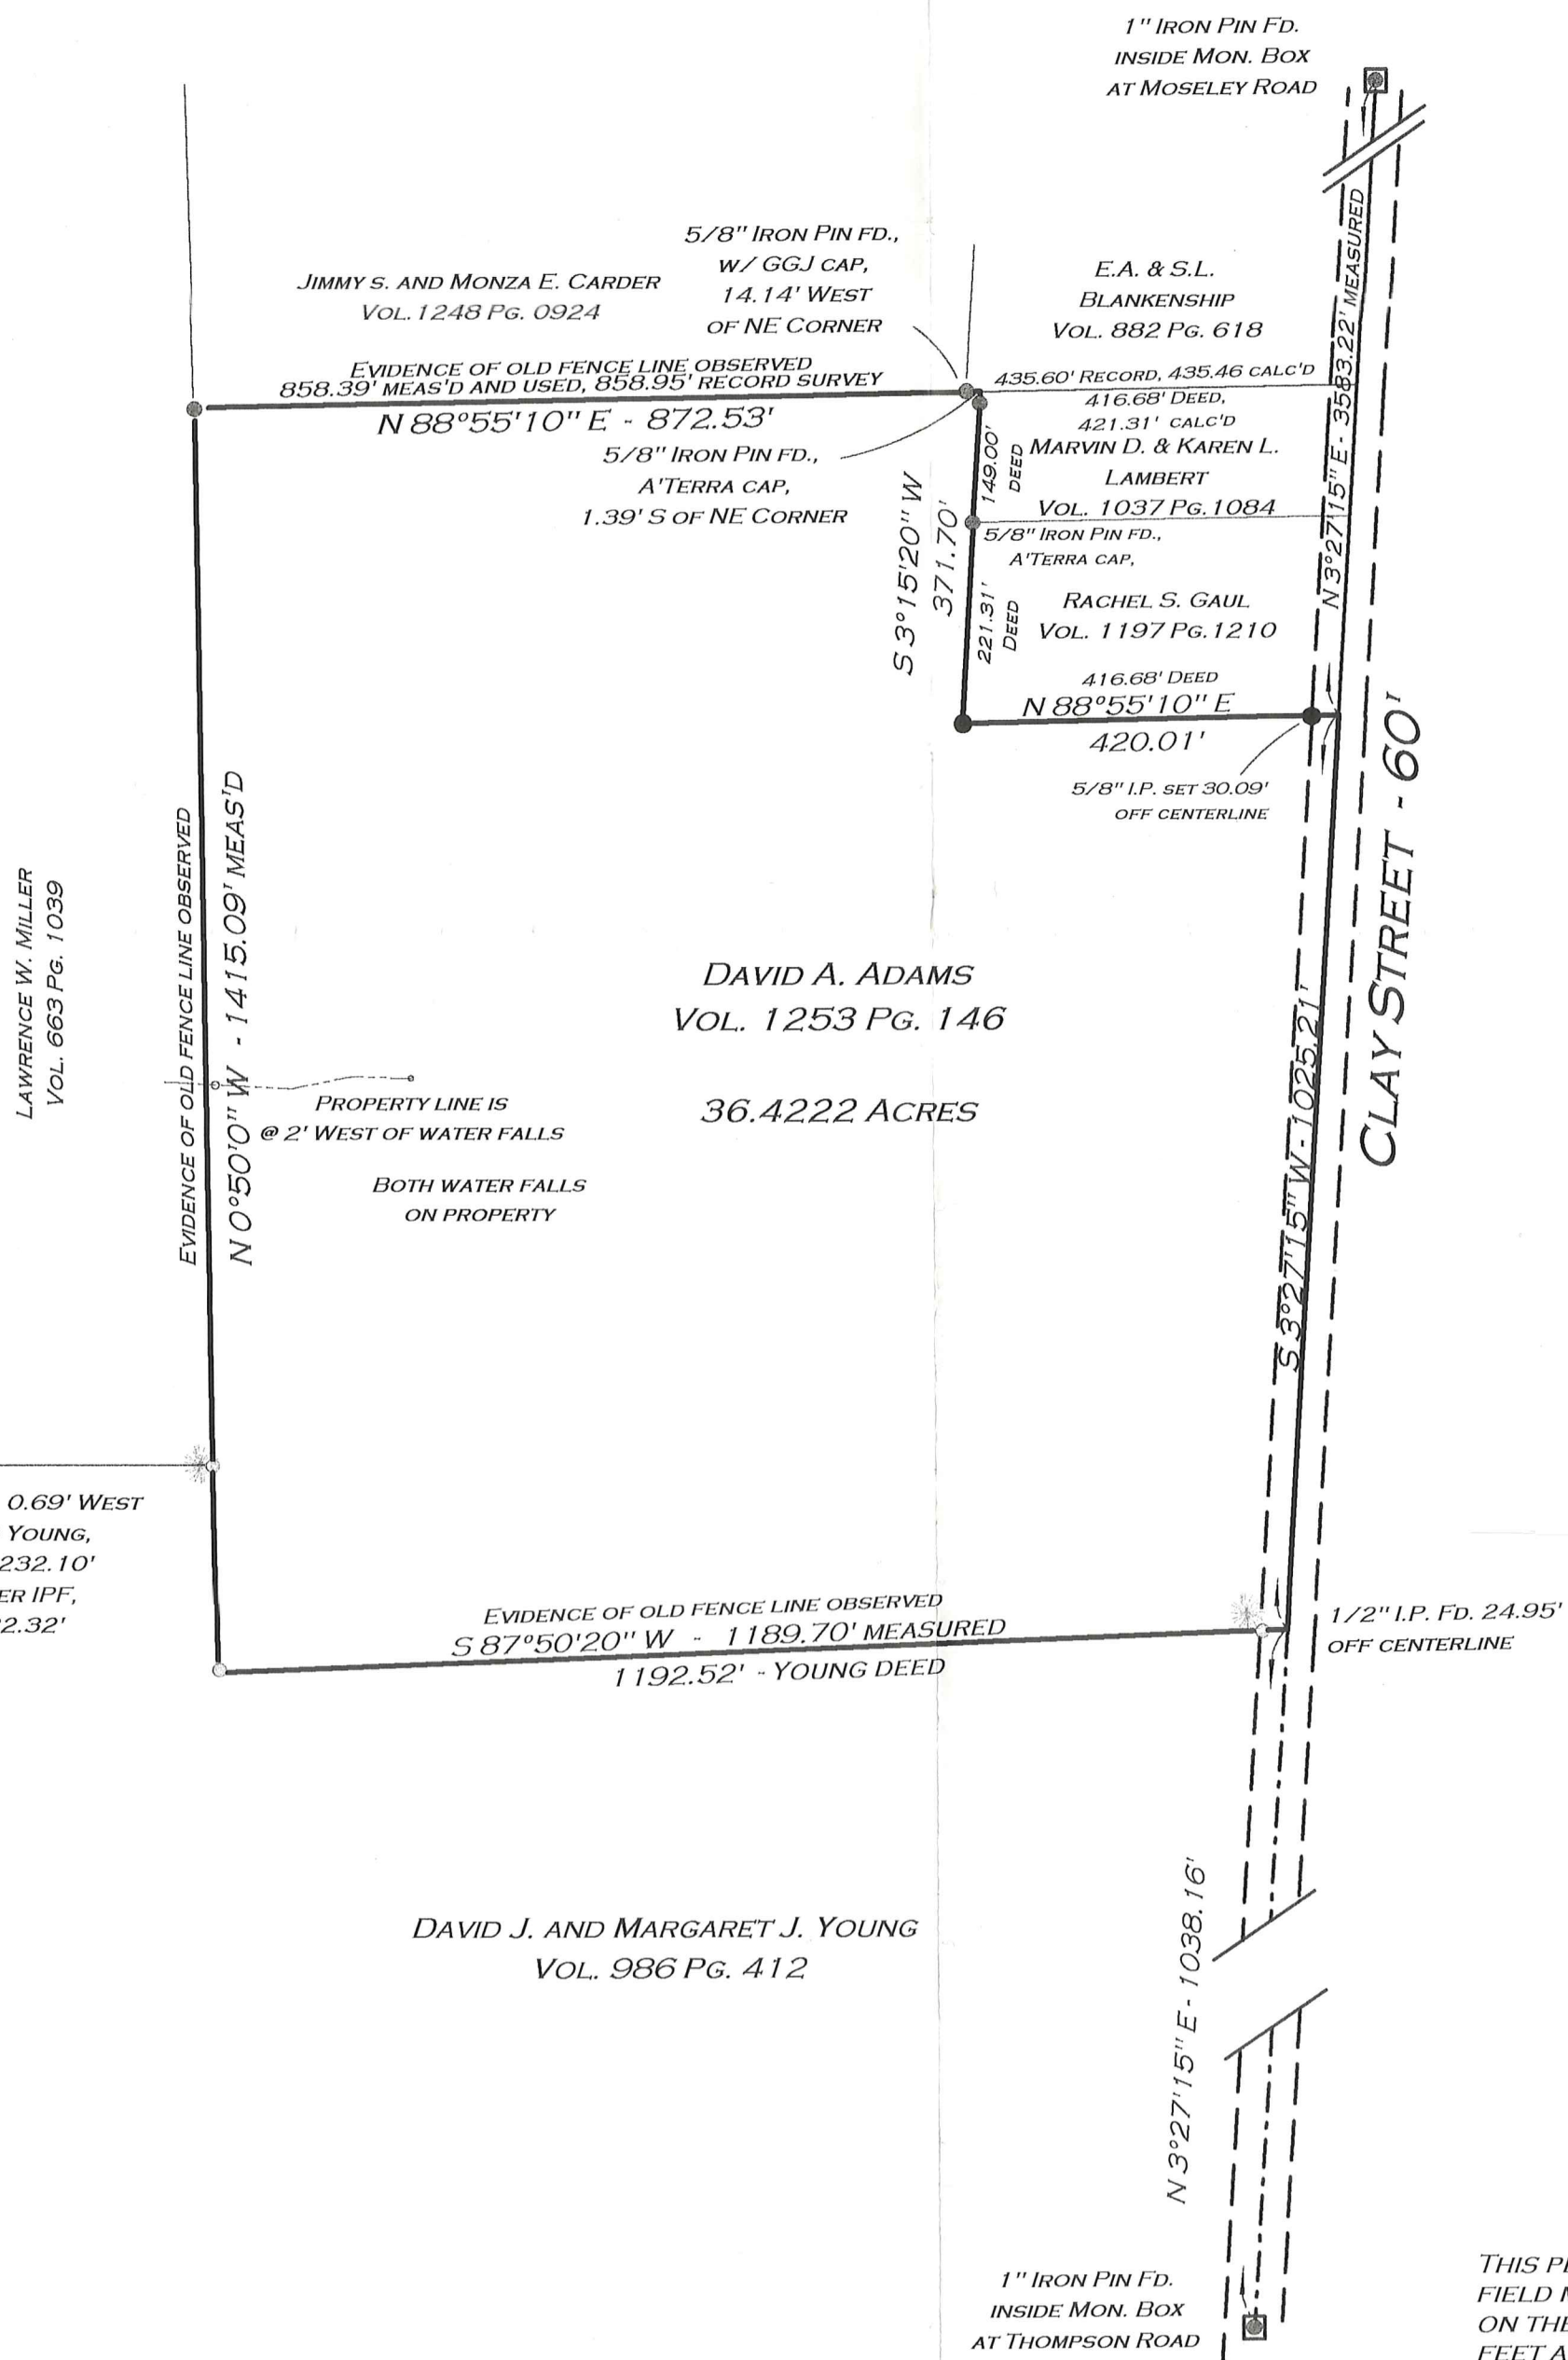 1" IRON PIN FD.
INSIDE MON. BOX
AT MOSELEY ROAD
5/8" IRON PIN FD.,
W/ GGJ CAP,
14.14' WEST
OF NE CORNER
JIMMY S. AND MONZA E. CARDER
VOL. 1248 PG. 0924
E.A. & S.L.
BLANKENSHIP
VOL. 882 PG. 618
EVIDENCE OF OLD FENCE LINE OBSERVED
858.39' MEAS'D AND USED, 858.95' RECORD SURVEY
N 88°55'10" E - 872.53'
435.60' RECORD, 435.46 CALC'D
416.68' DEED,
421.31' CALC'D
MARVIN D. & KAREN L.
LAMBERT
VOL. 1037 PG. 1084
5/8" IRON PIN FD.,
A'TERRA CAP,
1.39' S OF NE CORNER
149.00'
DEED
S 3°15'20" W
371.70'
5/8" IRON PIN FD.,
A'TERRA CAP,
221.31'
DEED
RACHEL S. GAUL
VOL. 1197 PG. 1210
416.68' DEED
N 88°55'10" E
420.01'
5/8" I.P. SET 30.09'
OFF CENTERLINE
N 3°27'15" E - 3583.22' MEASURED
CLAY STREET - 60'
LAWRENCE W. MILLER
VOL. 663 PG. 1039
EVIDENCE OF OLD FENCE LINE OBSERVED
N 0°50'0" W - 1415.09' MEAS'D
DAVID A. ADAMS
VOL. 1253 PG. 146
36.4222 ACRES
PROPERTY LINE IS
@ 2' WEST OF WATER FALLS
BOTH WATER FALLS
ON PROPERTY
S 3°27'15" W - 1025.21'
0.69' WEST
YOUNG,
232.10'
ER IPF,
2.32'
EVIDENCE OF OLD FENCE LINE OBSERVED
S 87°50'20" W - 1189.70' MEASURED
1192.52' - YOUNG DEED
1/2" I.P. FD. 24.95'
OFF CENTERLINE
DAVID J. AND MARGARET J. YOUNG
VOL. 986 PG. 412
N 3°27'15" E - 1038.16'
1" IRON PIN FD.
INSIDE MON. BOX
AT THOMPSON ROAD
THIS
FIELD
ON THE
FEET